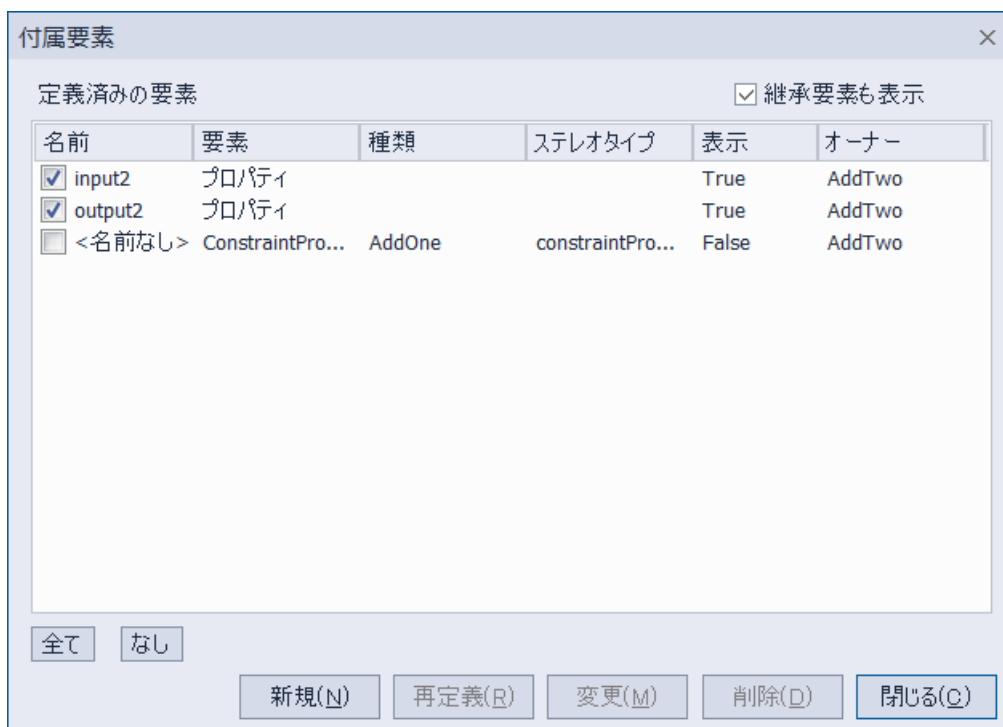 付属要素
定義済みの要素 継承要素も表示
名前 要素 種類 ステレオタイプ 表示 オーナー
input2 プロパティ True AddTwo
output2 プロパティ True AddTwo
<名前なし> ConstraintPro... AddOne constraintPro... False AddTwo
全て なし
新規(N) 再定義(R) 変更(M) 削除(D) 閉じる(C)